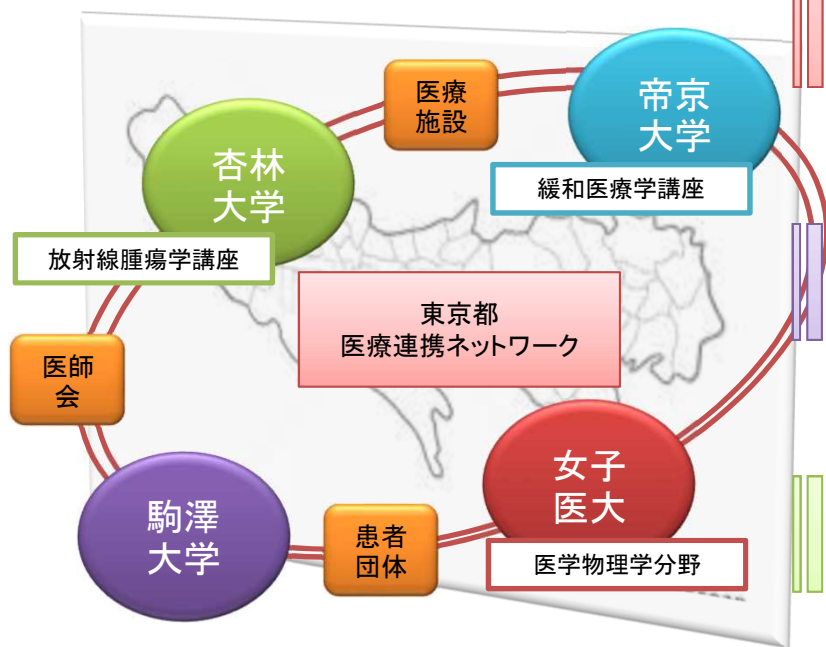 医療
施設
帝京
大学
緩和医療学講座
杏林
大学
放射線腫瘍学講座
東京都
医療連携ネットワーク
医師
会
女子
医大
医学物理学分野
駒澤
大学
患者
団体